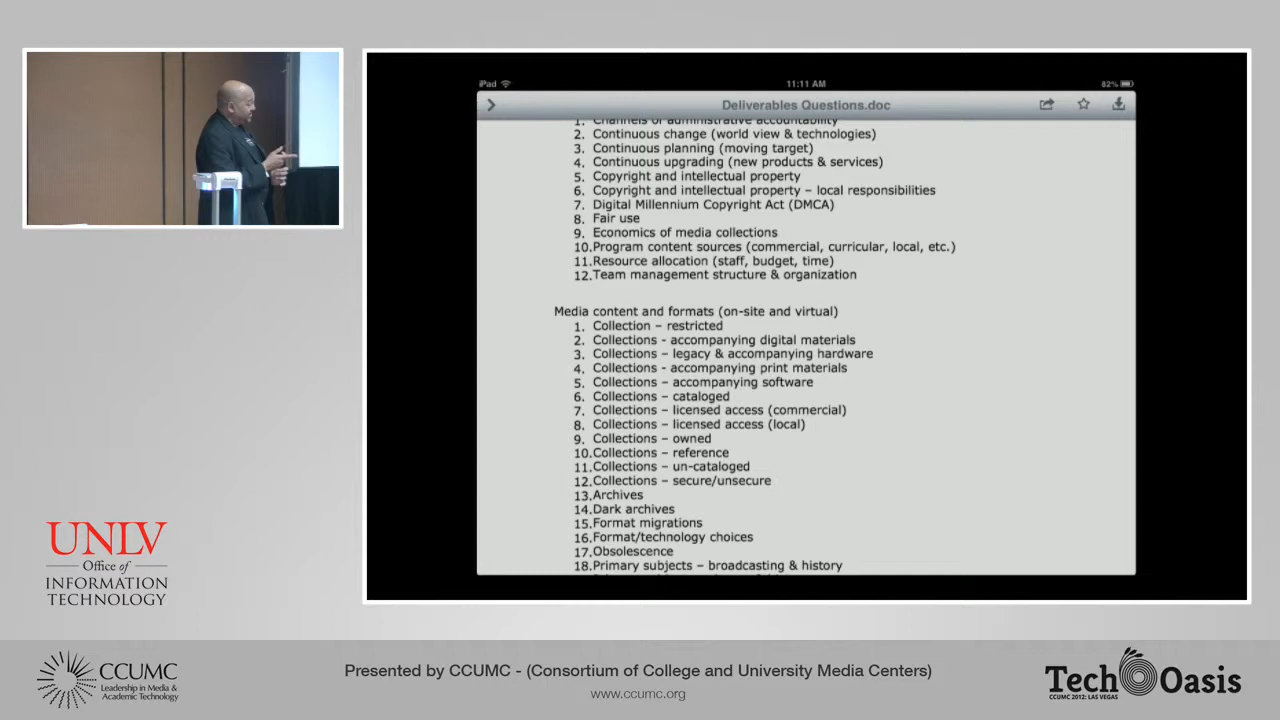 iPad
11:11 AM
82%
Deliverables Questions.doc
1. Channels of administrative accountability
2. Continuous change (world view & technologies)
3. Continuous planning (moving target)
4. Continuous upgrading (new products & services)
5. Copyright and intellectual property
6. Copyright and intellectual property – local responsibilities
7. Digital Millennium Copyright Act (DMCA)
8. Fair use
9. Economics of media collections
10. Program content sources (commercial, curricular, local, etc.)
11. Resource allocation (staff, budget, time)
12. Team management structure & organization
Media content and formats (on-site and virtual)
1. Collection – restricted
2. Collections - accompanying digital materials
3. Collections – legacy & accompanying hardware
4. Collections - accompanying print materials
5. Collections – accompanying software
6. Collections – cataloged
7. Collections – licensed access (commercial)
8. Collections – licensed access (local)
9. Collections – owned
10. Collections – reference
11. Collections – un-cataloged
12. Collections – secure/unsecure
13. Archives
14. Dark archives
15. Format migrations
16. Format/technology choices
17. Obsolescence
18. Primary subjects – broadcasting & history
UNLV
Office of
INFORMATION
TECHNOLOGY
CCUMC
Leadership in Media &
Academic Technology
Presented by CCUMC - (Consortium of College and University Media Centers)
www.ccumc.org
Tech Oasis
CCUMC 2012: LAS VEGAS